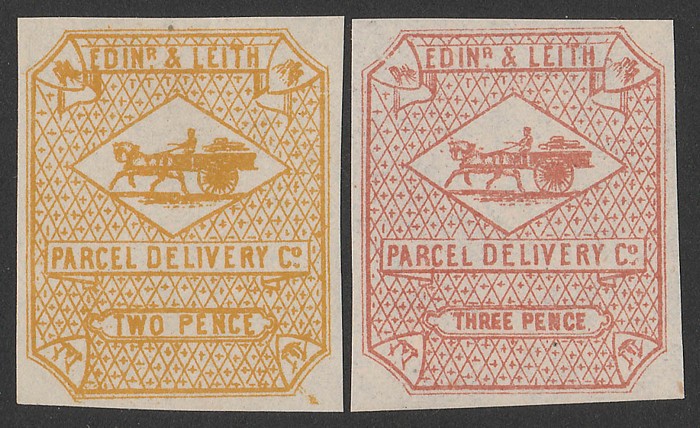 EDINR & LEITH
PARCEL DELIVERY Co.
TWO PENCE
EDINR & LEITH
PARCEL DELIVERY Co.
THREE PENCE